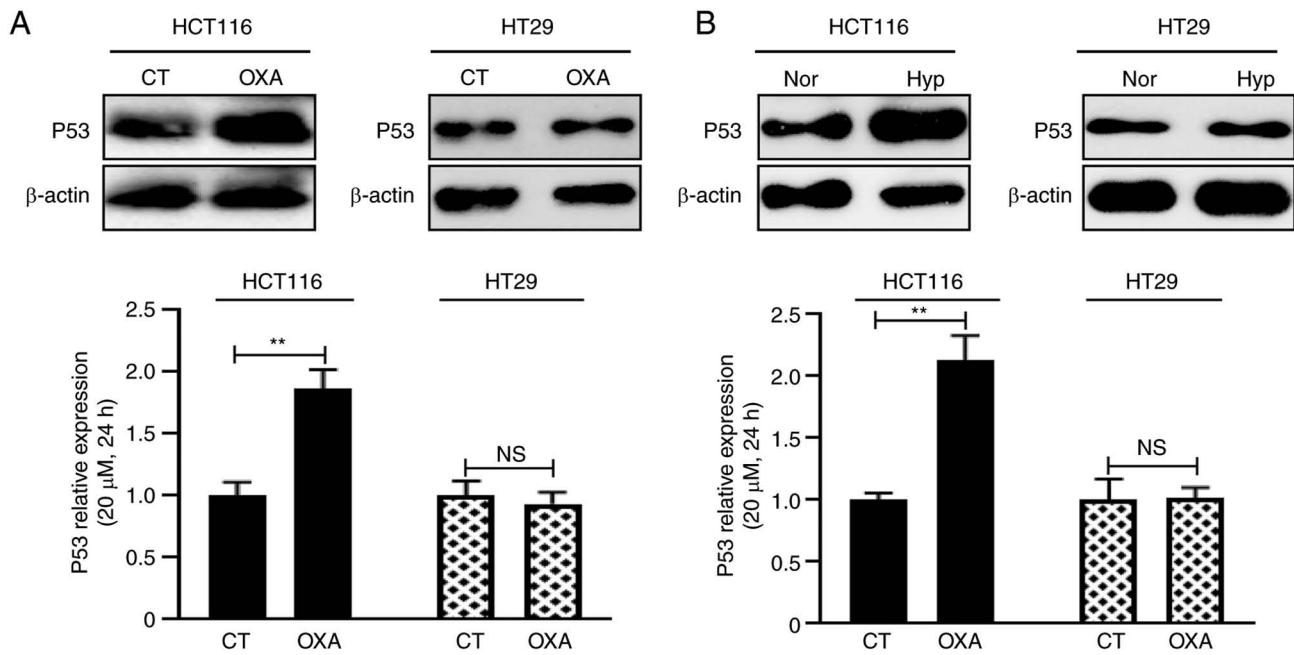 A
HCT116
HT29
CT OXA
CT OXA
P53
P53
β-actin
β-actin
HCT116
HT29
P53 relative expression
(20 μM, 24 h)
2.5
2.0
1.5
1.0
0.5
0
**
NS
CT OXA
CT OXA
B
HCT116
HT29
Nor Hyp
Nor Hyp
P53
P53
β-actin
β-actin
HCT116
HT29
P53 relative expression
(20 μM, 24 h)
2.5
2.0
1.5
1.0
0.5
0
**
NS
CT OXA
CT OXA